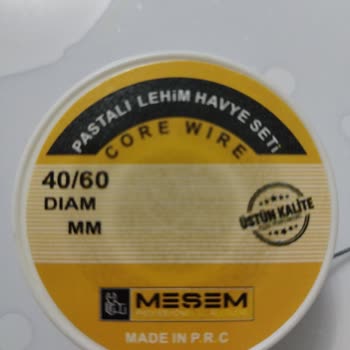 PASTALI LEHİM HAVYE SETİ
CORE WIRE
40/60
DIAM
MM
ÜSTÜN KALİTE
MESEM
MADE IN P.R.C